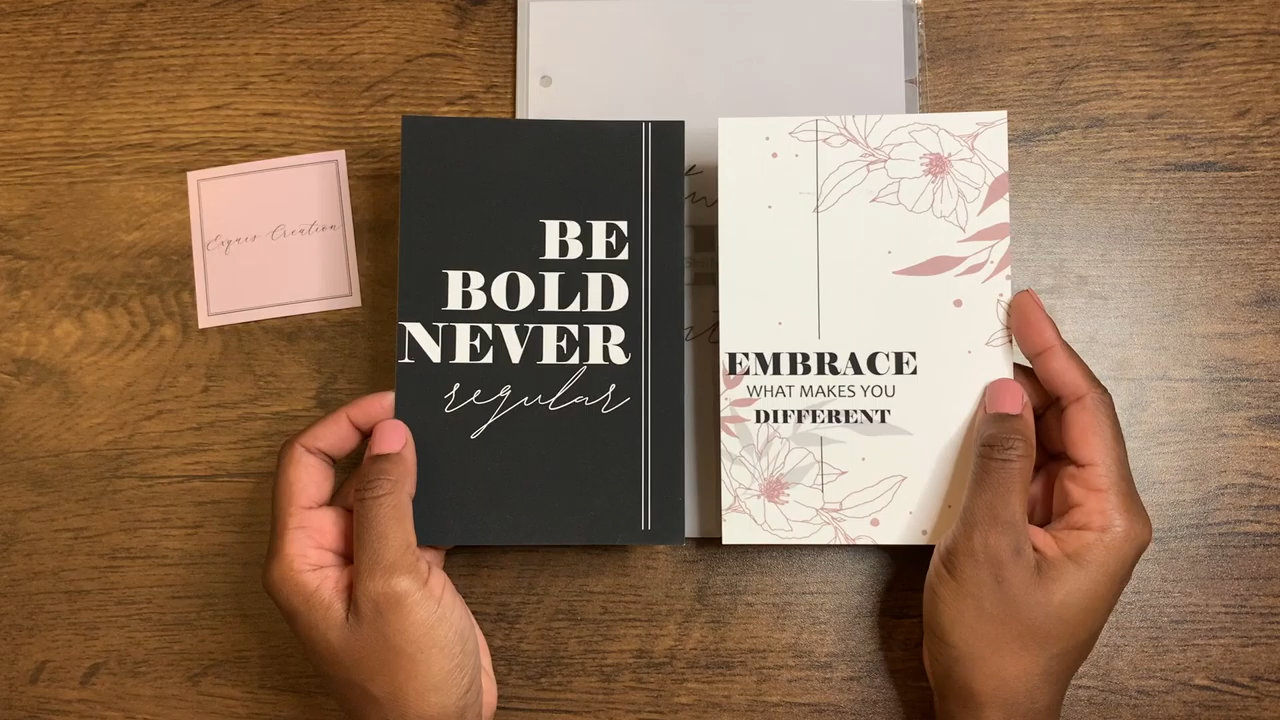 Exquis Creation
BE
BOLD
NEVER
regular
EMBRACE
WHAT MAKES YOU
DIFFERENT